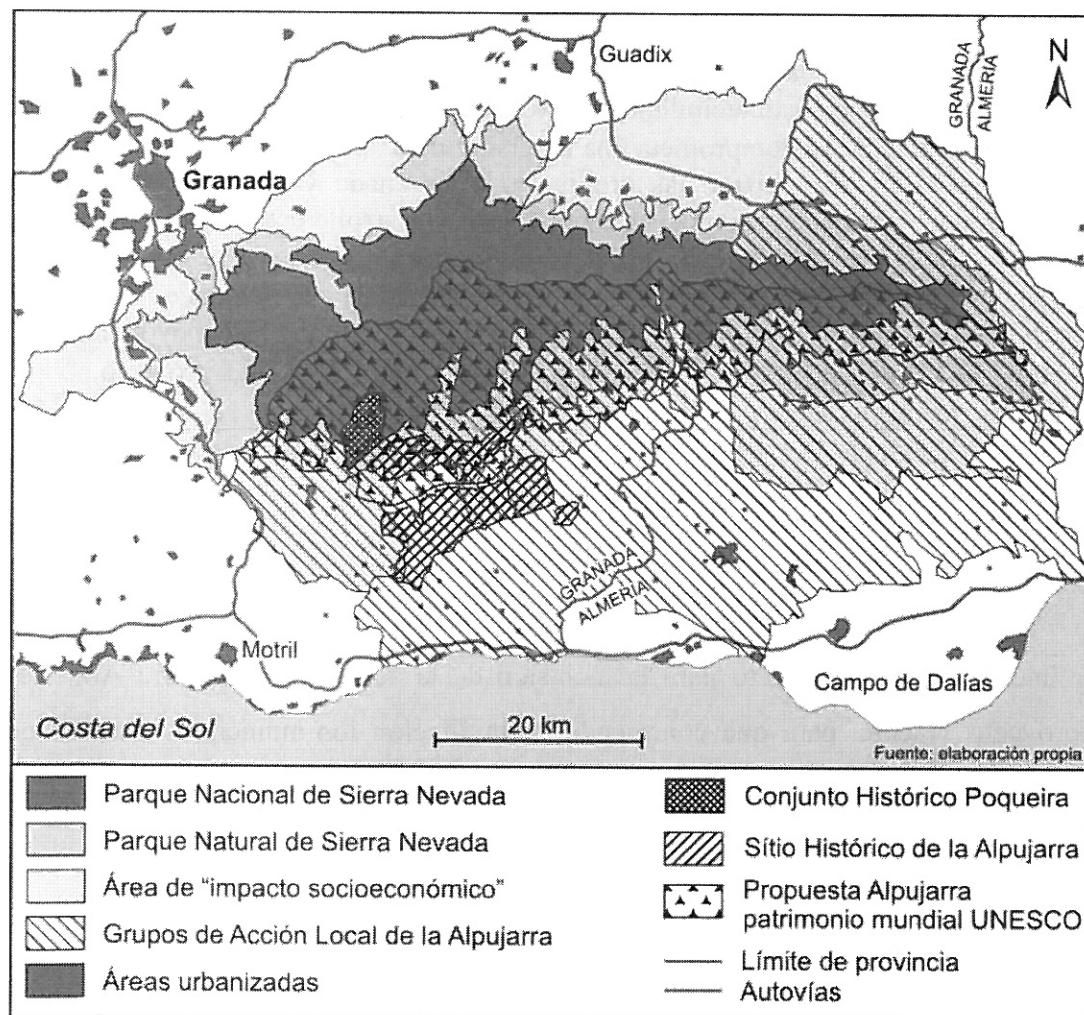 Guadix
N
GRANADA
ALMERÍA
Granada
GRANADA
ALMERÍA
Motril
Campo de Dalías
Costa del Sol
20 km
Fuente: elaboración propia
Parque Nacional de Sierra Nevada
Parque Natural de Sierra Nevada
Área de "impacto socioeconómico"
Grupos de Acción Local de la Alpujarra
Áreas urbanizadas
Conjunto Histórico Poqueira
Sítio Histórico de la Alpujarra
Propuesta Alpujarra
patrimonio mundial UNESCO
Límite de provincia
Autovías